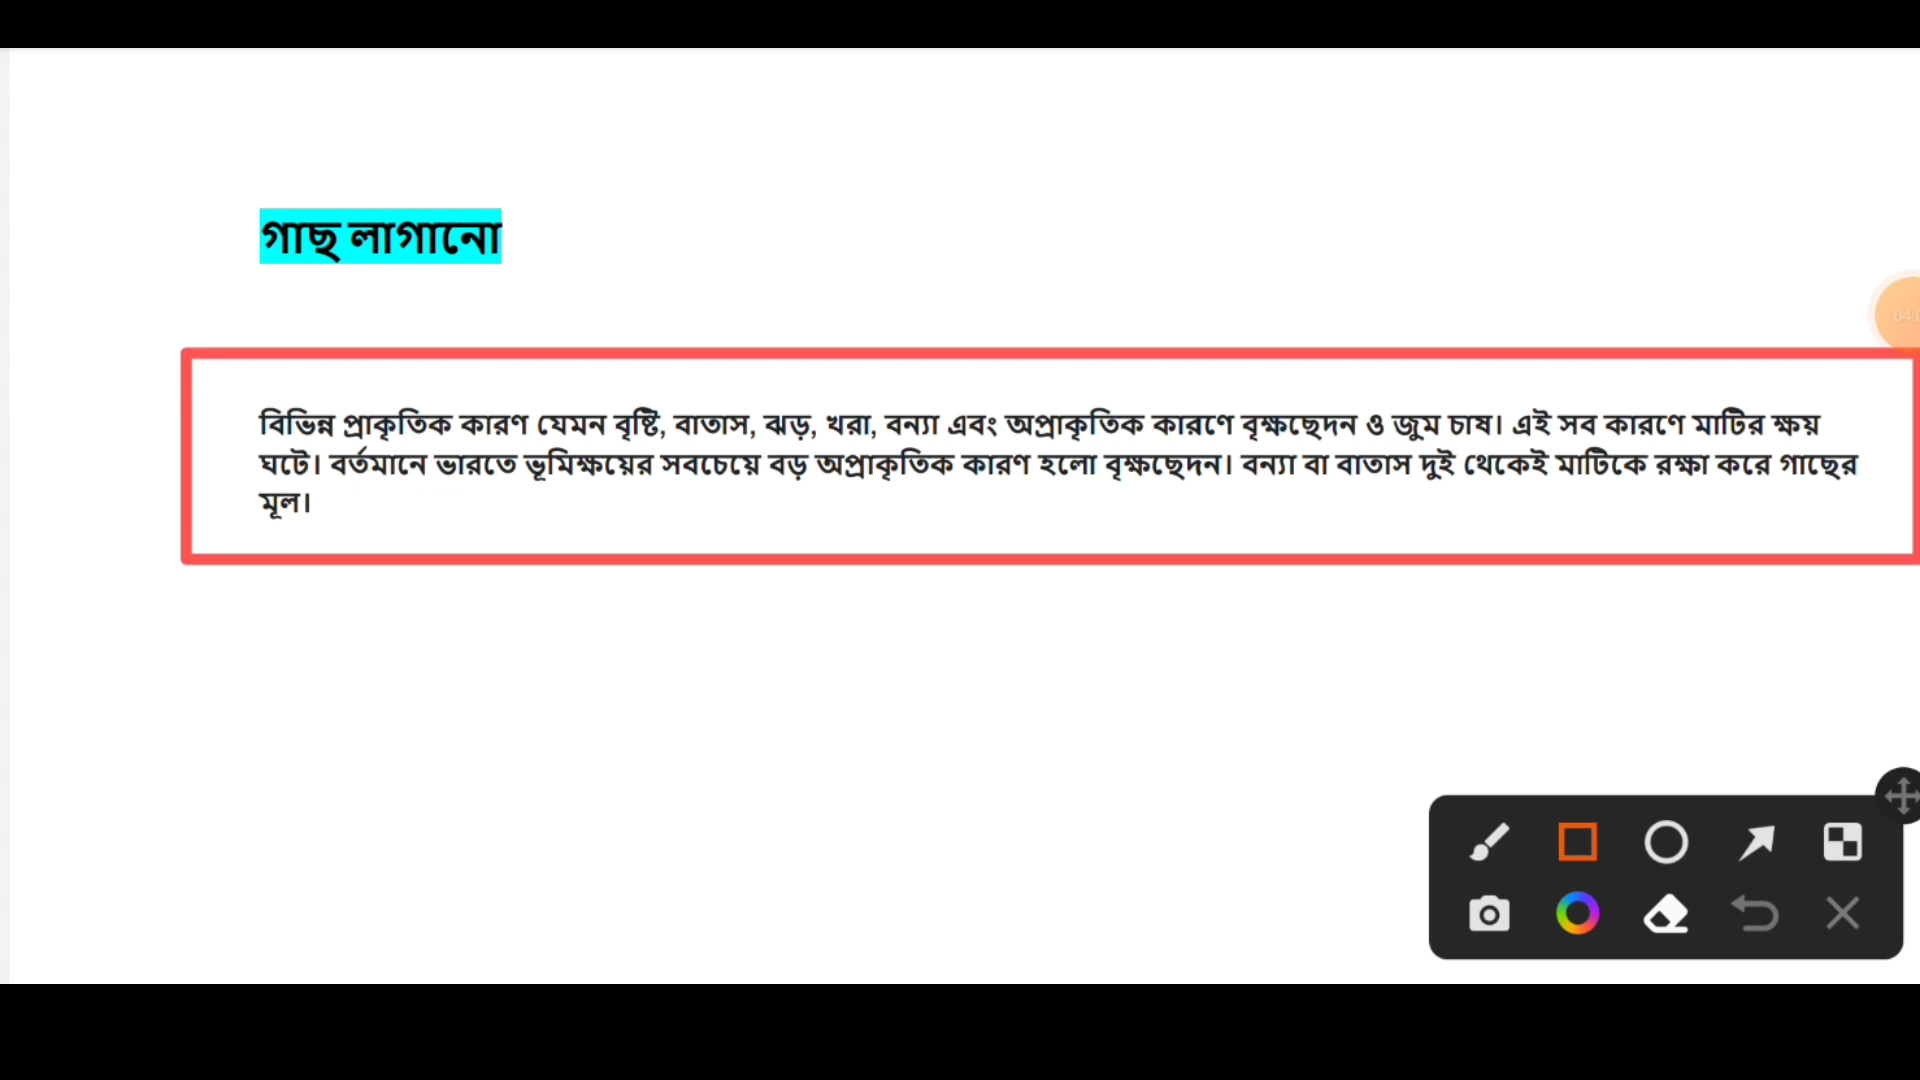 গাছ লাগানো
বিভিন্ন প্রাকৃতিক কারণ যেমন বৃষ্টি, বাতাস, ঝড়, খরা, বন্যা এবং অপ্রাকৃতিক কারণে বৃক্ষছেদন ও জুম চাষ। এই সব কারণে মাটির ক্ষয়
ঘটে। বর্তমানে ভারতে ভূমিক্ষয়ের সবচেয়ে বড় অপ্রাকৃতিক কারণ হলো বৃক্ষছেদন। বন্যা বা বাতাস দুই থেকেই মাটিকে রক্ষা করে গাছের
মূল।